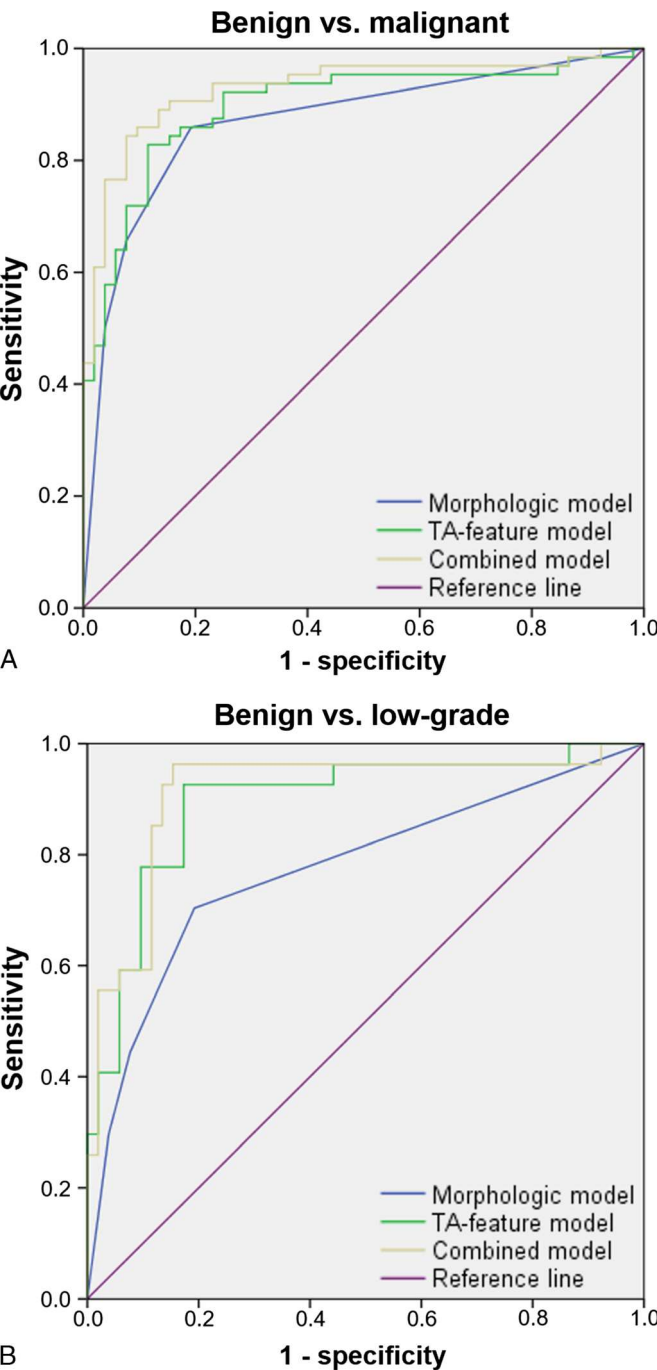 Benign vs. malignant
1.0
0.8
0.6
0.4
0.2
0.0
Sensitivity
Morphologic model
TA-feature model
Combined model
Reference line
0.0 0.2 0.4 0.6 0.8 1.0
1 - specificity
A
Benign vs. low-grade
1.0
0.8
0.6
0.4
0.2
0.0
Sensitivity
Morphologic model
TA-feature model
Combined model
Reference line
0.0 0.2 0.4 0.6 0.8 1.0
1 - specificity
B